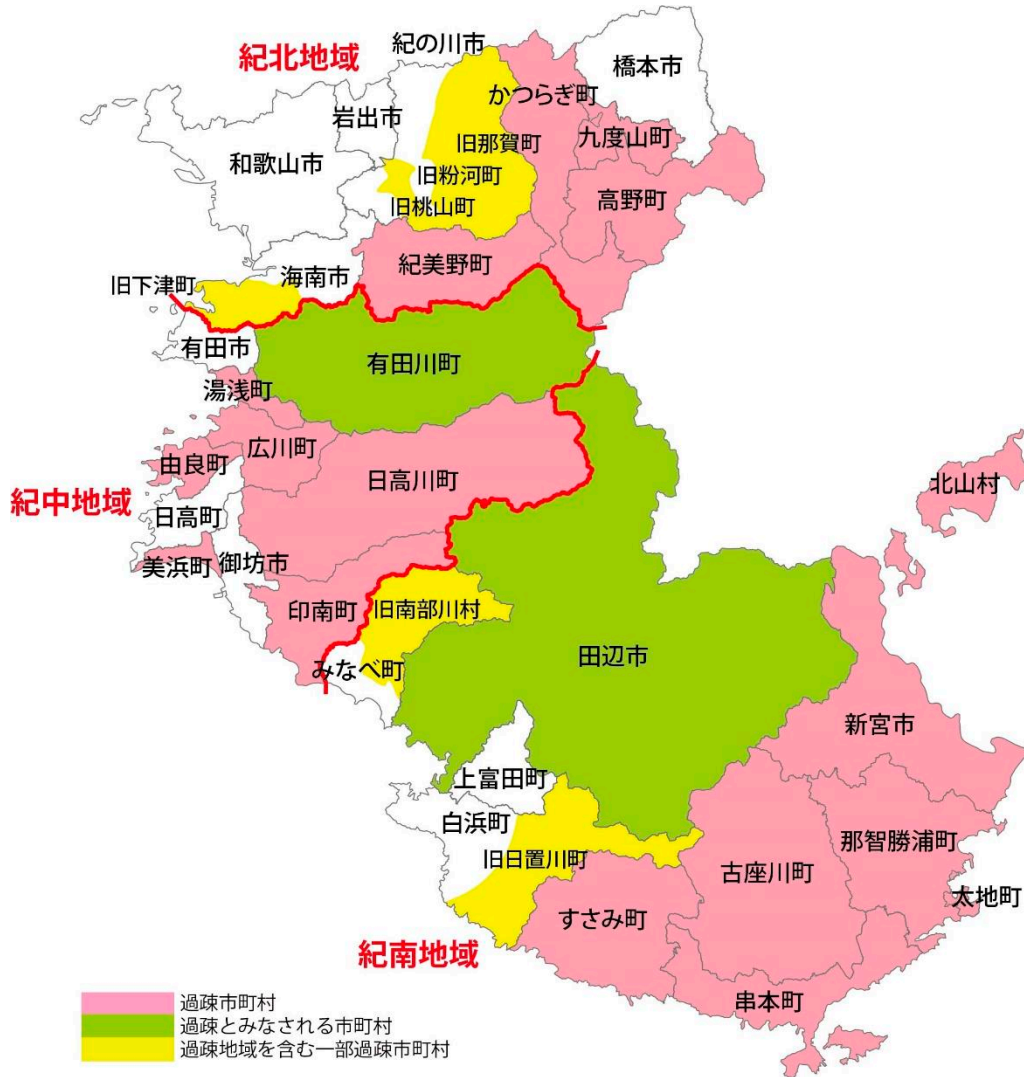 紀の川市
紀北地域
橋本市
かつらぎ町
岩出市
旧那賀町
九度山町
和歌山市
旧粉河町
高野町
旧桃山町
紀美野町
海南市
旧下津町
有田市
有田川町
湯浅町
広川町
由良町
日高川町
北山村
紀中地域
日高町
美浜町
御坊市
印南町
旧南部川村
みなべ町
田辺市
新宮市
上富田町
白浜町
那智勝浦町
旧日置川町
古座川町
太地町
すさみ町
紀南地域
串本町
過疎市町村
過疎とみなされる市町村
過疎地域を含む一部過疎市町村